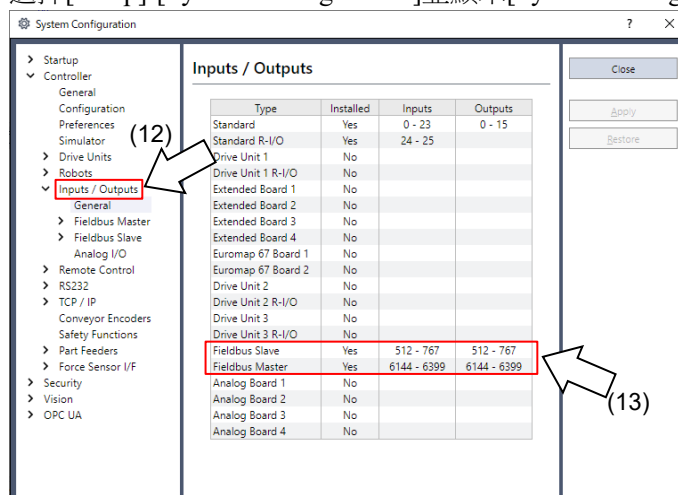 System Configuration ? ×
Startup
Controller
General
Configuration
Preferences
Simulator
Drive Units
Robots
Inputs / Outputs
General
Fieldbus Master
Fieldbus Slave
Analog I/O
Remote Control
RS232
TCP / IP
Conveyor Encoders
Safety Functions
Part Feeders
Force Sensor I/F
Security
Vision
OPC UA
(12)
Inputs / Outputs
Type Installed Inputs Outputs
Standard Yes 0 - 23 0 - 15
Standard R-I/O Yes 24 - 25
Drive Unit 1 No
Drive Unit 1 R-I/O No
Extended Board 1 No
Extended Board 2 No
Extended Board 3 No
Extended Board 4 No
Euromap 67 Board 1 No
Euromap 67 Board 2 No
Drive Unit 2 No
Drive Unit 2 R-I/O No
Drive Unit 3 No
Drive Unit 3 R-I/O No
Fieldbus Slave Yes 512 - 767 512 - 767
Fieldbus Master Yes 6144 - 6399 6144 - 6399
Analog Board 1 No
Analog Board 2 No
Analog Board 3 No
Analog Board 4 No
(13)
Close
Apply
Restore